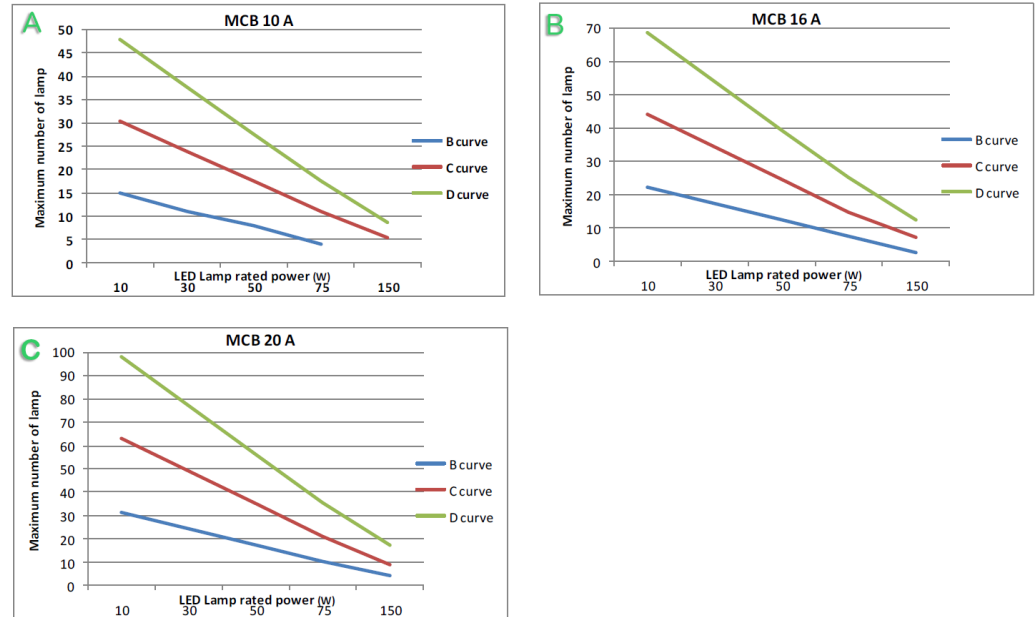 A
MCB 10 A
Maximum number of lamp
50
45
40
35
30
25
20
15
10
5
0
LED Lamp rated power (W)
10 30 50 75 150
B curve
C curve
D curve
B
MCB 16 A
Maximum number of lamp
70
60
50
40
30
20
10
0
LED Lamp rated power (W)
10 30 50 75 150
B curve
C curve
D curve
C
MCB 20 A
Maximum number of lamp
100
90
80
70
60
50
40
30
20
10
0
LED Lamp rated power (W)
10 30 50 75 150
B curve
C curve
D curve